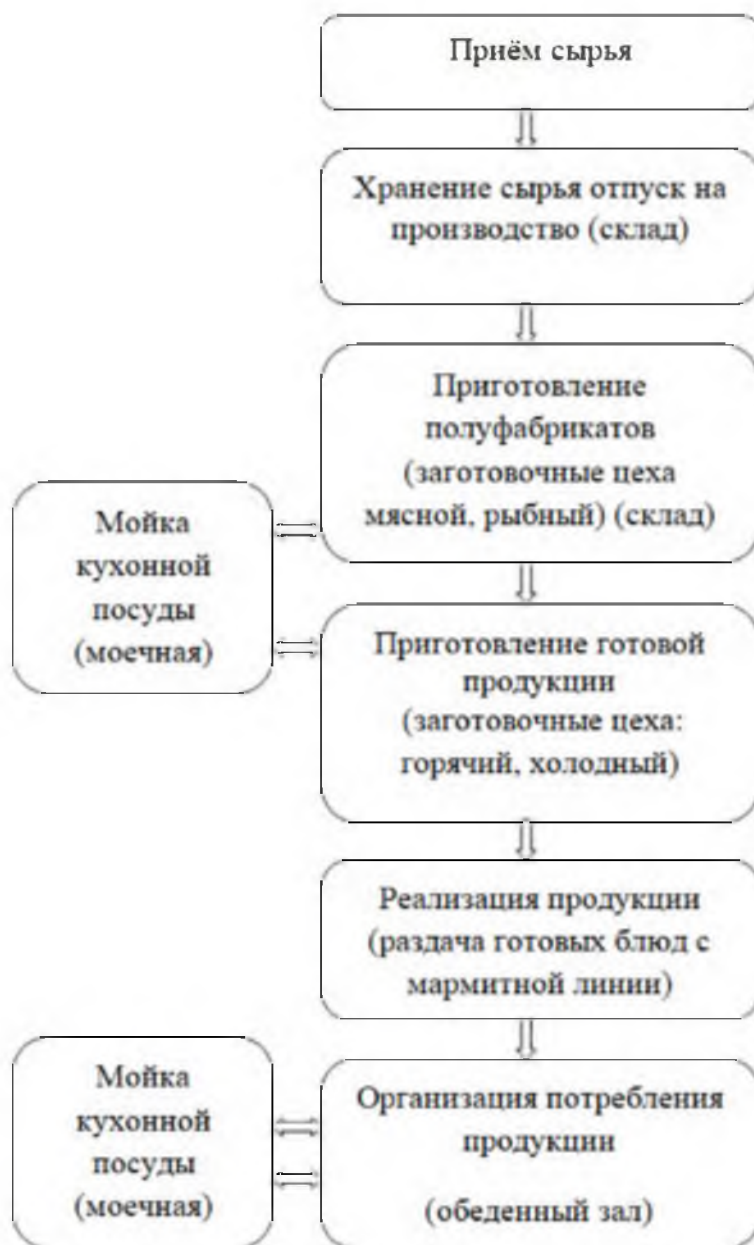 Приём сырья
Хранение сырья отпуск на
производство (склад)
Приготовление
полуфабрикатов
(заготовочные цеха
мясной, рыбный) (склад)
Мойка
кухонной
посуды
(моечная)
Приготовление готовой
продукции
(заготовочные цеха:
горячий, холодный)
Реализация продукции
(раздача готовых блюд с
мармитной линии)
Мойка
кухонной
посуды
(моечная)
Организация потребления
продукции
(обеденный зал)